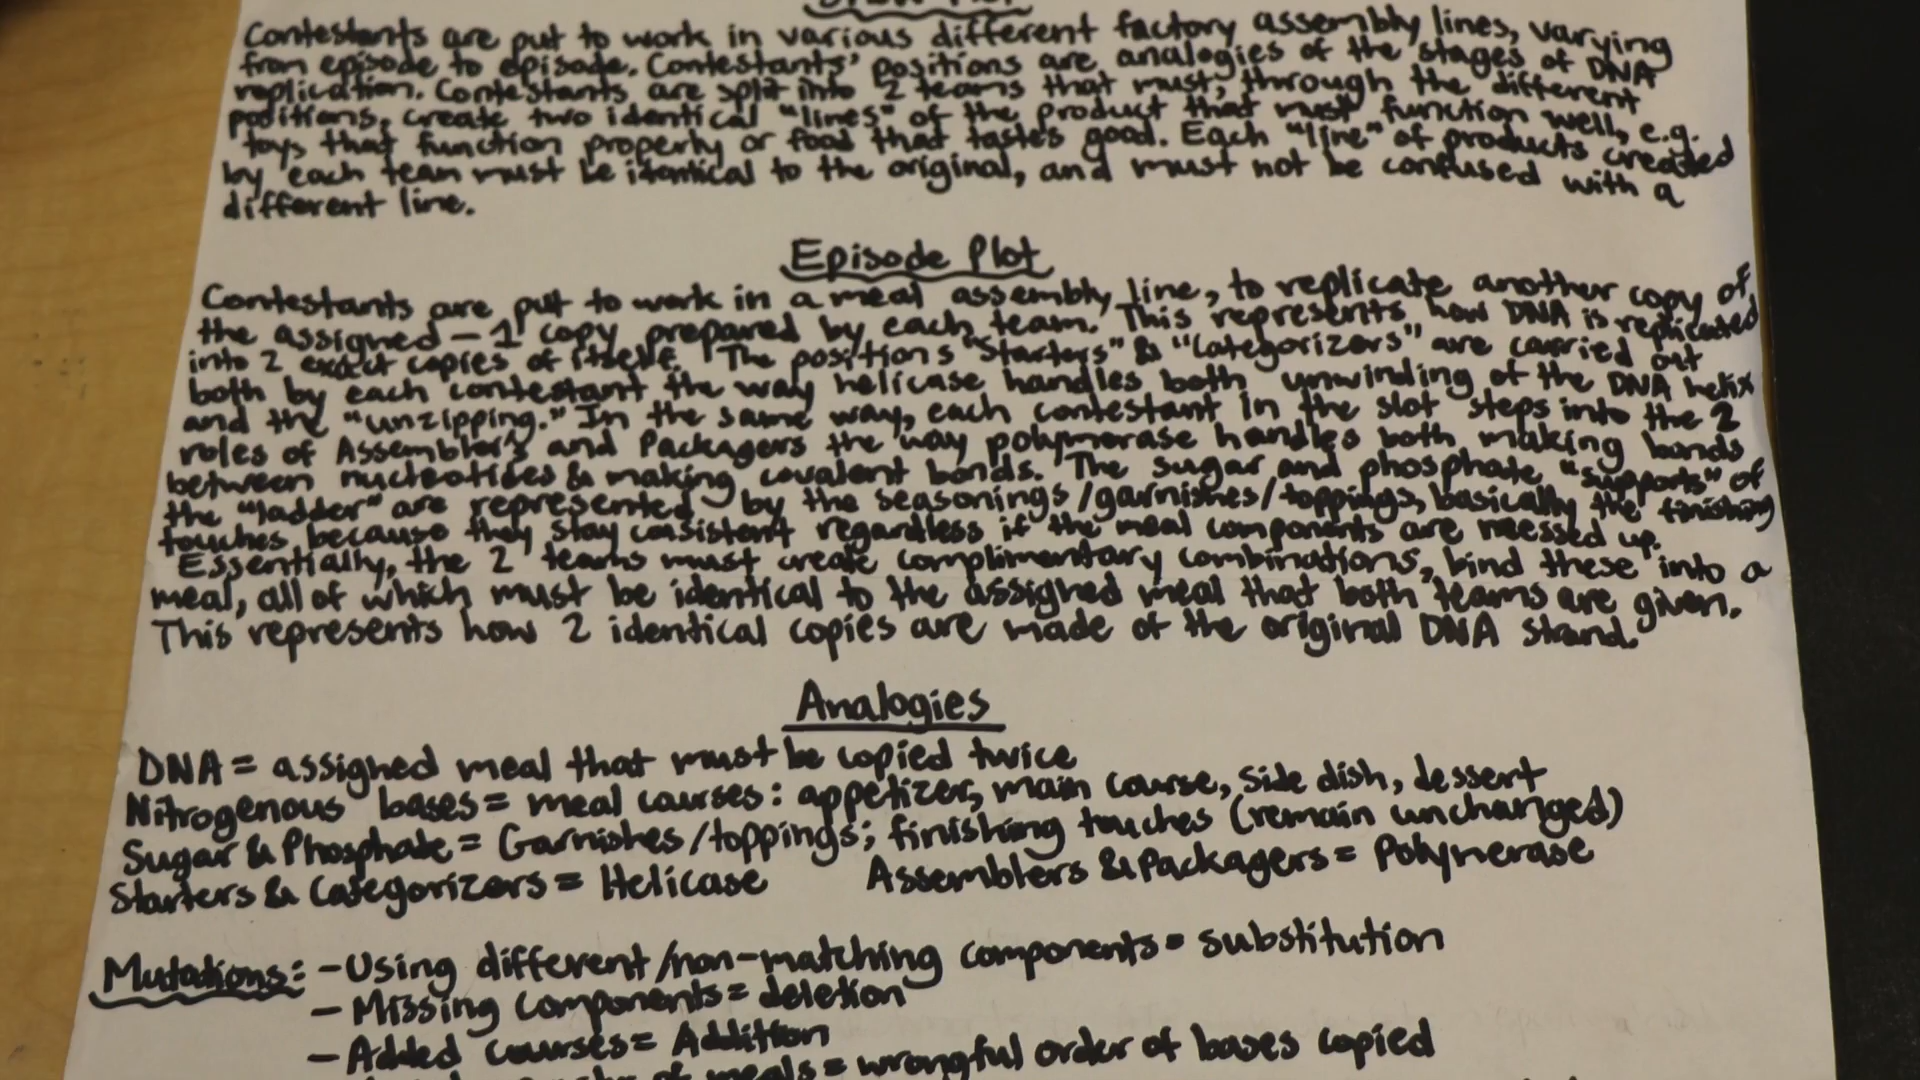 Show Plot
Contestants are put to work in various different factory assembly lines, varying
from episode to episode. Contestants' positions are analogies of the stages of DNA
replication. Contestants are split into 2 teams that must, through the different
positions, create two identical "lines" of the product that must function well, e.g.
toys that function properly or food that tastes good. Each "line" of products created
by each team must be identical to the original, and must not be confused with a
different line.
Episode Plot
Contestants are put to work in a meal assembly line, to replicate another copy of
the assigned - 1 copy prepared by each team. This represents how DNA is replicated
into 2 exact copies of itself. The positions "Starters" & "Categorizers" are carried out
both by each contestant the way helicase handles both unwinding of the DNA helix
and the "unzipping." In the same way, each contestant in the slot steps into the 2
roles of Assemblers and Packagers the way polymerase handles both making bonds
between nucleotides & making covalent bonds. The sugar and phosphate "supports" of
the "ladder" are represented by the seasonings/garnishes/toppings, basically the finishing
touches because they stay consistent regardless if the meal components are messed up.
Essentially, the 2 teams must create complimentary combinations, bind these into a
meal, all of which must be identical to the assigned meal that both teams are given.
This represents how 2 identical copies are made of the original DNA strand.
Analogies
DNA = assigned meal that must be copied twice
Nitrogenous bases = meal courses: appetizer, main course, side dish, dessert
Sugar & Phosphate = Garnishes/toppings; finishing touches (remain unchanged)
Starters & Categorizers = Helicase Assemblers & Packagers = Polymerase
Mutations: - Using different/non-matching components = substitution
- Missing components = deletion
- Added courses = Addition
of meals = wrongful order of bases copied